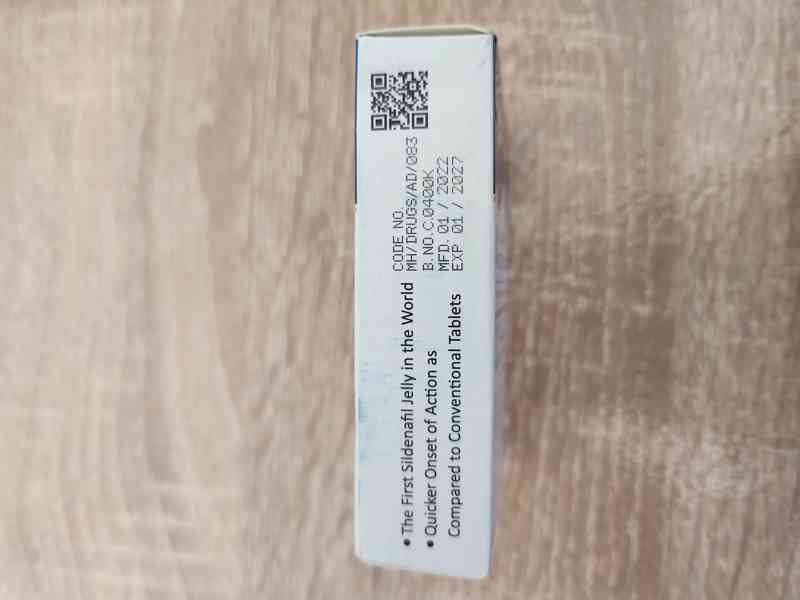 • The First Sildenafil Jelly in the World
• Quicker Onset of Action as
Compared to Conventional Tablets
CODE NO.
MH/DRUGS/AD/083
B.NO.C.0400K
MFD. 01 / 2022
EXP 01 / 2027